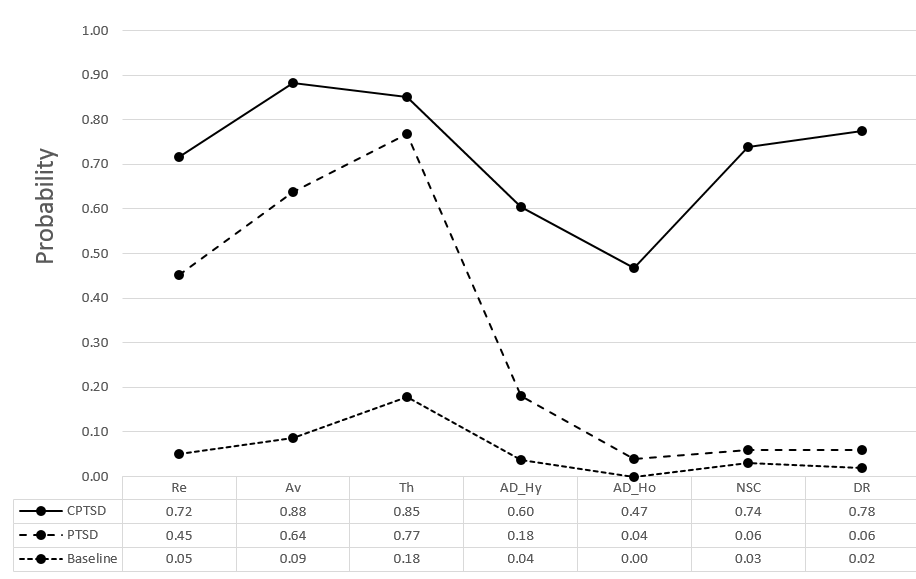 1.00
0.90
0.80
0.70
0.60
0.50
0.40
0.30
0.20
0.10
0.00
Probability
Re Av Th AD_Hy AD_Ho NSC DR
CPTSD 0.72 0.88 0.85 0.60 0.47 0.74 0.78
PTSD 0.45 0.64 0.77 0.18 0.04 0.06 0.06
Baseline 0.05 0.09 0.18 0.04 0.00 0.03 0.02